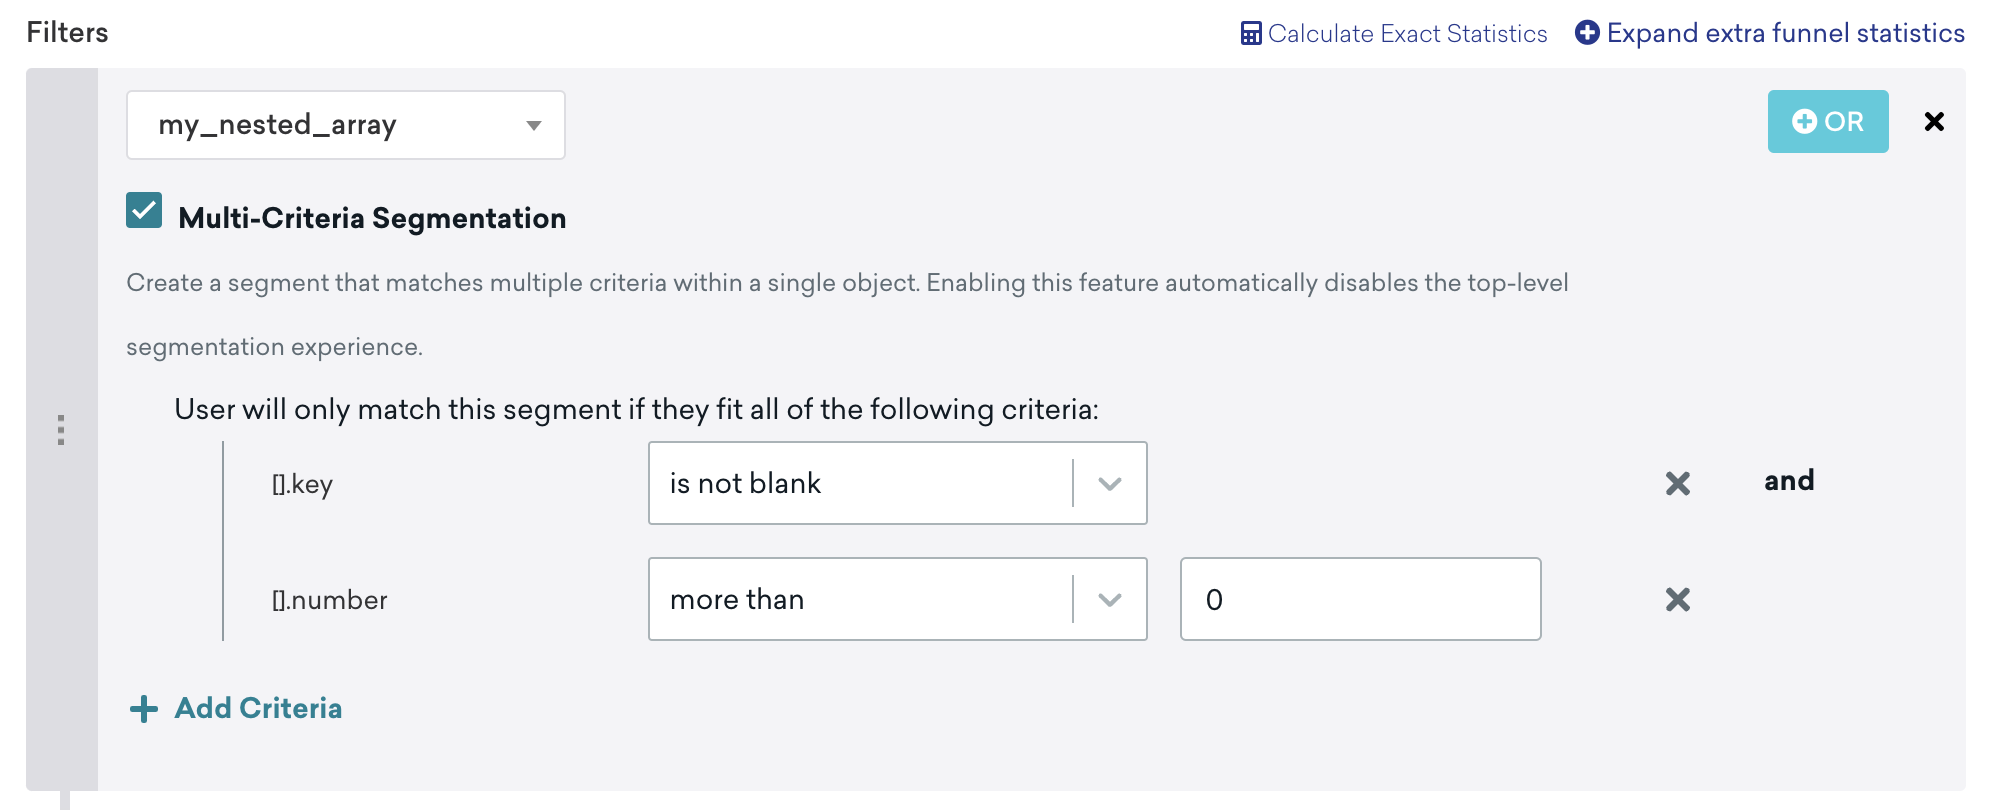 Filters
Calculate Exact Statistics
Expand extra funnel statistics
my_nested_array
OR
Multi-Criteria Segmentation
Create a segment that matches multiple criteria within a single object. Enabling this feature automatically disables the top-level
segmentation experience.
User will only match this segment if they fit all of the following criteria:
[].key
is not blank
and
[].number
more than
0
Add Criteria